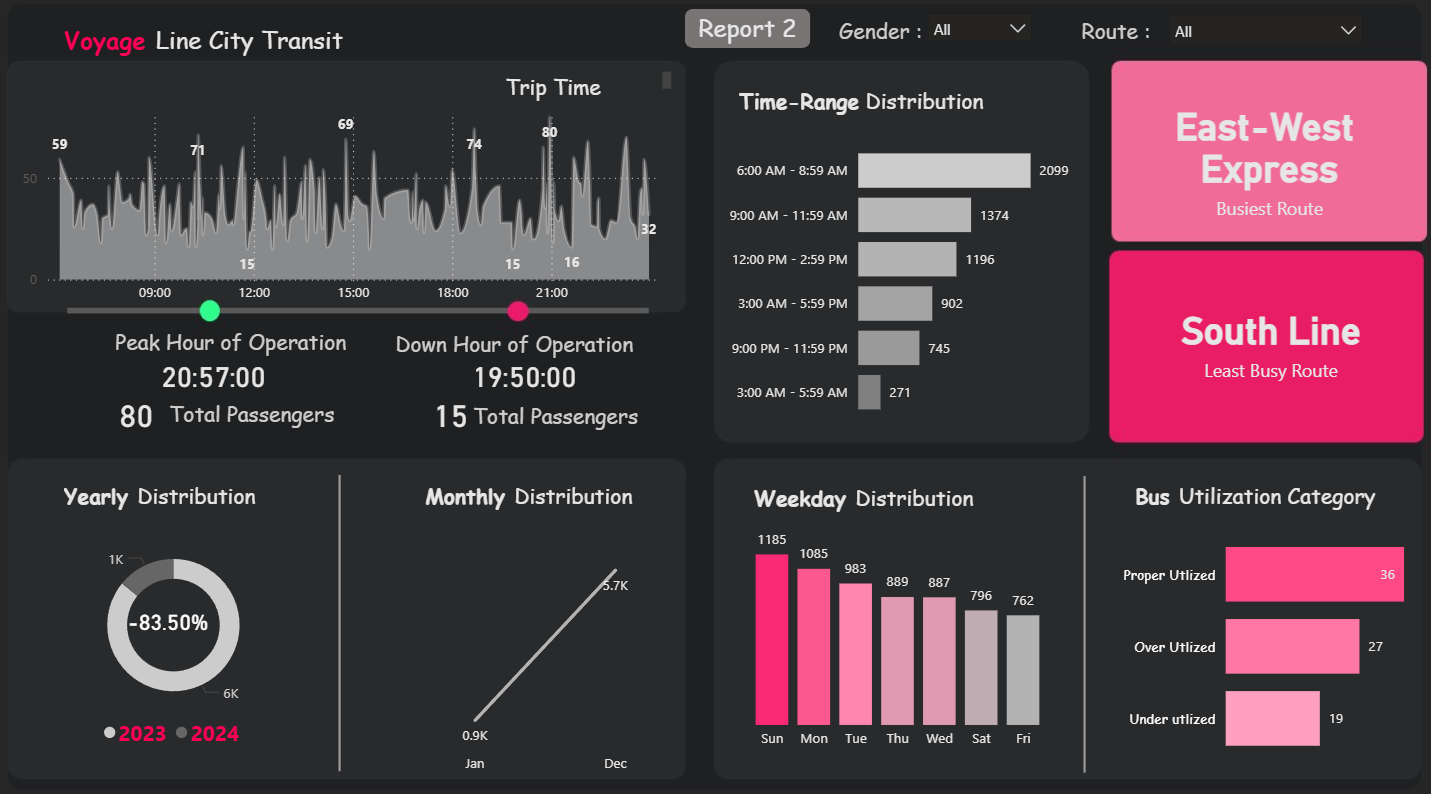 Voyage Line City Transit
Report 2
Gender :
All
Route :
All
Trip Time
59
71
69
74
80
50
32
15
15
16
0
09:00
12:00
15:00
18:00
21:00
Peak Hour of Operation
20:57:00
80 Total Passengers
Down Hour of Operation
19:50:00
15 Total Passengers
Time-Range Distribution
6:00 AM - 8:59 AM 2099
9:00 AM - 11:59 AM 1374
12:00 PM - 2:59 PM 1196
3:00 AM - 5:59 PM 902
9:00 PM - 11:59 PM 745
3:00 AM - 5:59 AM 271
East-West
Express
Busiest Route
South Line
Least Busy Route
Yearly Distribution
1K
-83.50%
6K
2023 2024
Monthly Distribution
5.7K
0.9K
Jan
Dec
Weekday Distribution
1185
1085
983
889
887
796
762
Sun
Mon
Tue
Thu
Wed
Sat
Fri
Bus Utilization Category
Proper Utlized 36
Over Utlized 27
Under utlized 19